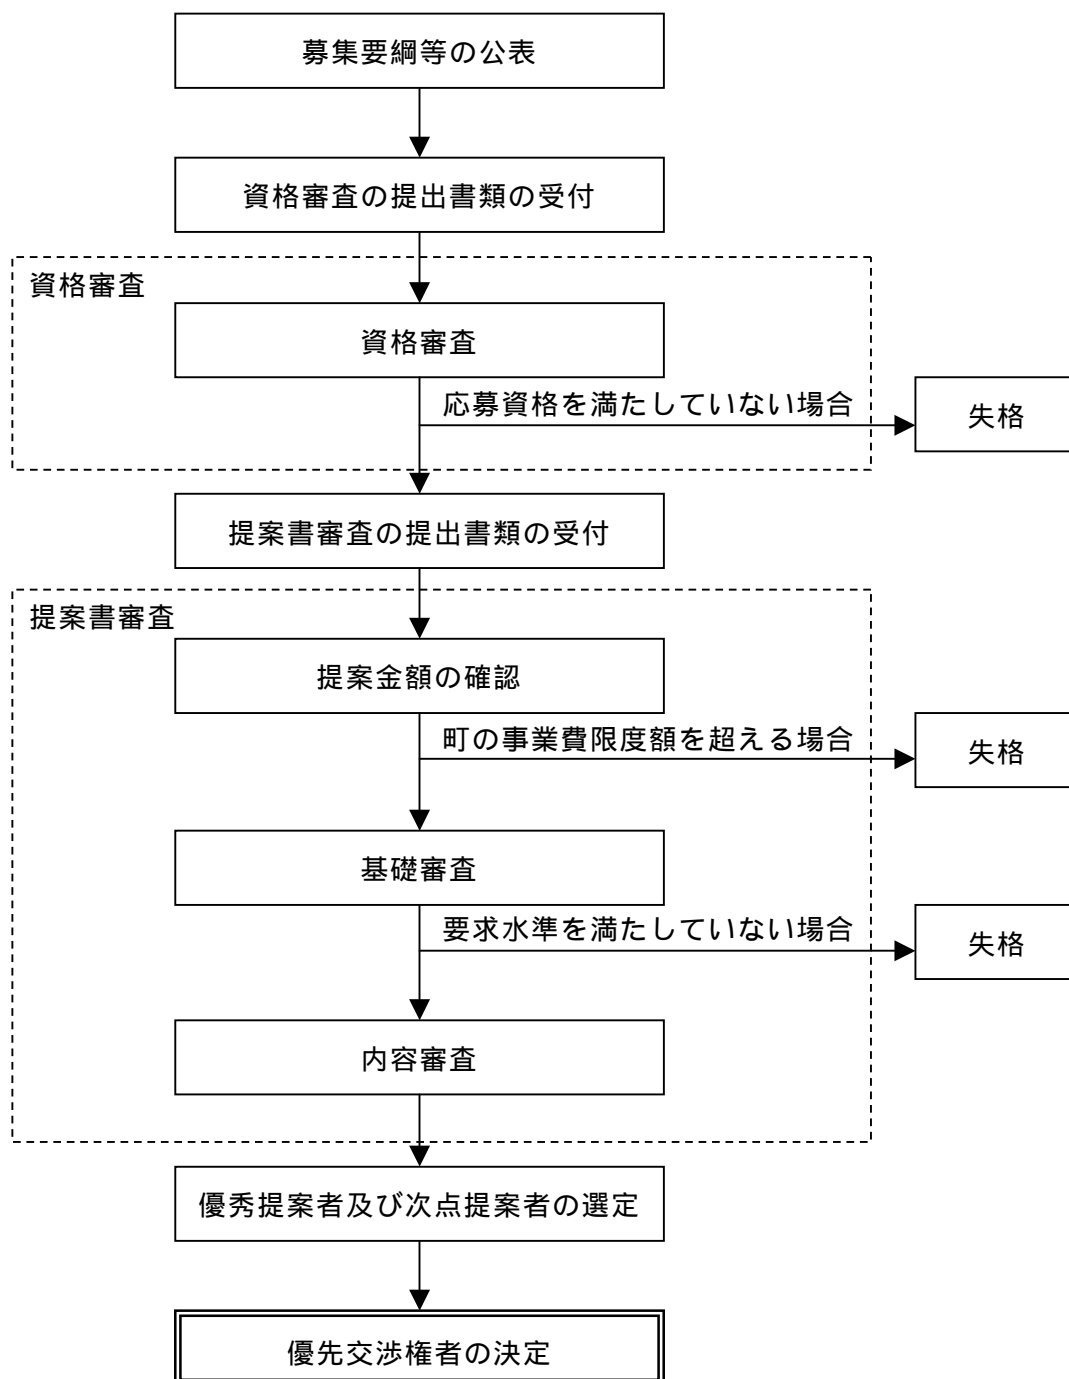 募集要綱等の公表
資格審査の提出書類の受付
資格審査
資格審査
応募資格を満たしていない場合
失格
提案書審査の提出書類の受付
提案書審査
提案金額の確認
町の事業費限度額を超える場合
失格
基礎審査
要求水準を満たしていない場合
失格
内容審査
優秀提案者及び次点提案者の選定
優先交渉権者の決定